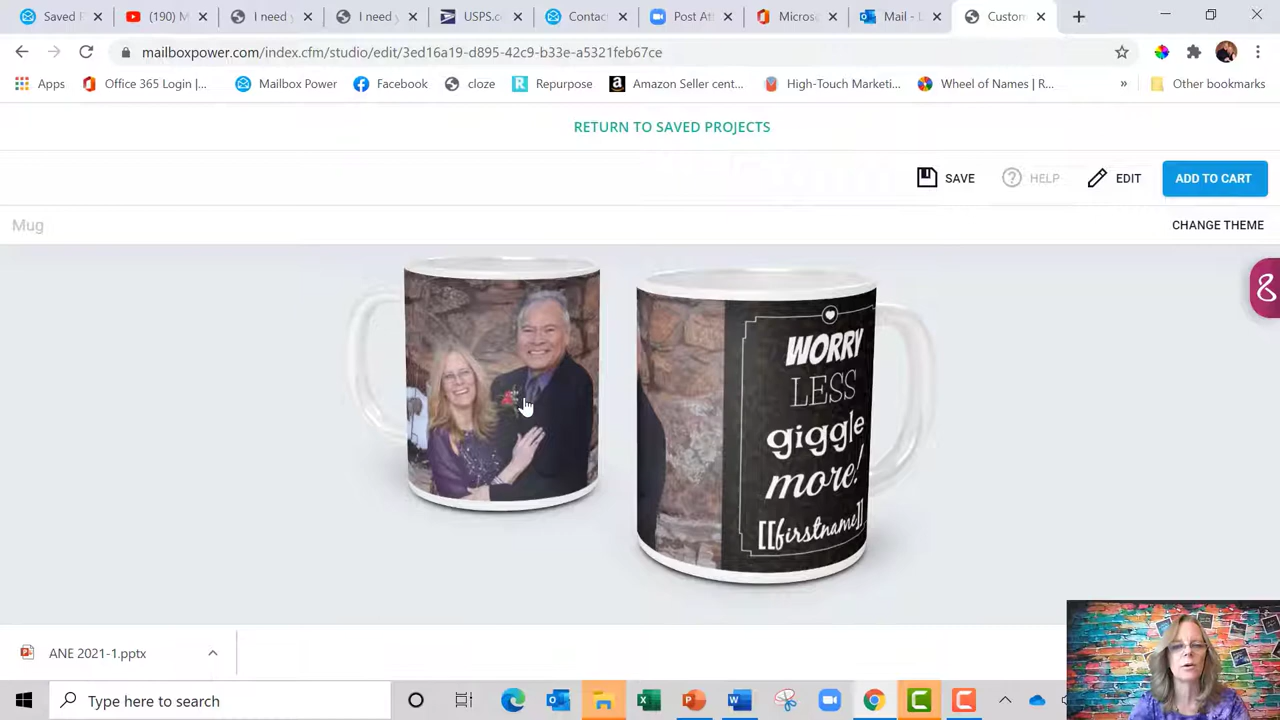 Saved F
(190) M
I need
I need y
USPS.c
Contac
Post At
Micros
Mail -
Custom
mailboxpower.com/index.cfm/studio/edit/3ed16a19-d895-42c9-b33e-a5321feb67ce
Apps
Office 365 Login |...
Mailbox Power
Facebook
cloze
Repurpose
Amazon Seller cent...
High-Touch Marketi...
Wheel of Names | R...
»
Other bookmarks
RETURN TO SAVED PROJECTS
SAVE
HELP
EDIT
ADD TO CART
Mug
CHANGE THEME
WORRY
LESS
giggle
more!
[[firstname]]
ANE 2021-1.pptx
Type here to search